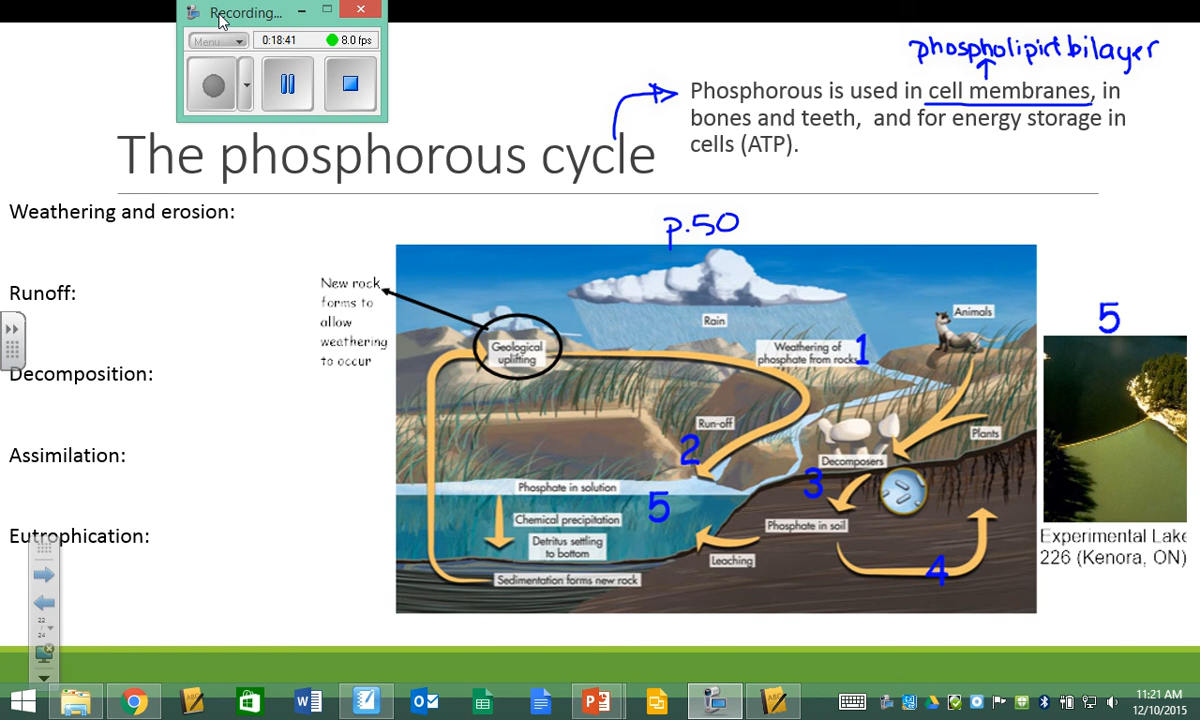 Recording...
Menu
0:18:41
8.0 fps
phospholipid bilayer
Phosphorous is used in cell membranes, in
bones and teeth, and for energy storage in
cells (ATP).
The phosphorous cycle
Weathering and erosion:
p.50
Runoff:
New rock
forms to
allow
weathering
to occur
Rain
Animals
5
Geological
uplifting
Weathering of
phosphate from rocks
1
Decomposition:
Run-off
2
Plants
Assimilation:
Decomposers
3
Phosphate in solution
5
Chemical precipitation
Phosphate in soil
Eutrophication:
Detritus settling
to bottom
Leaching
4
Sedimentation forms new rock
Experimental Lake
226 (Kenora, ON)
22
24
11:21 AM
12/10/2015